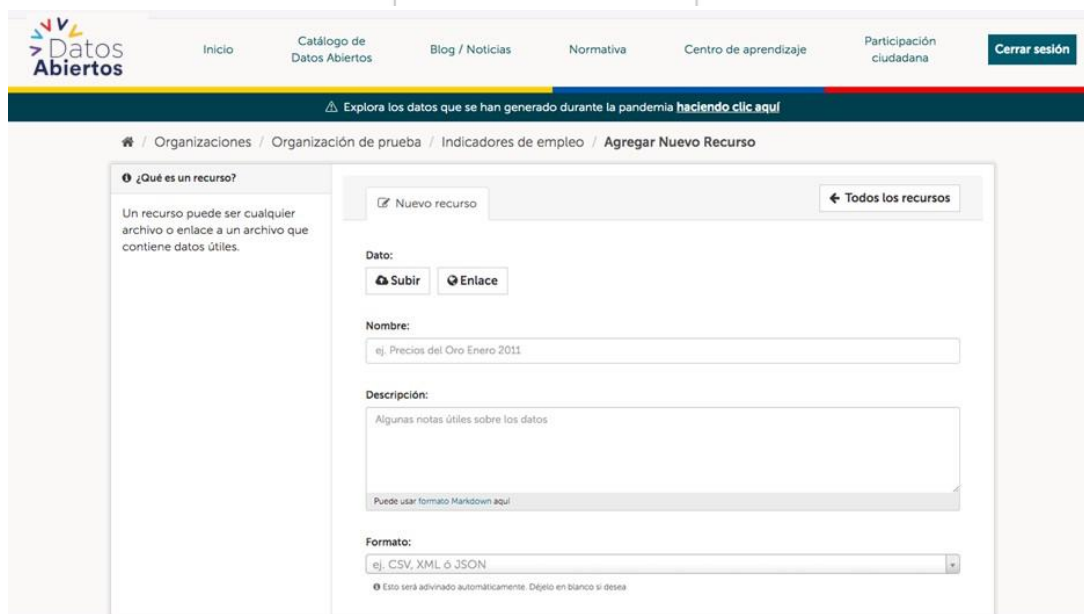 > Datos
Abiertos
Inicio
Catálogo de
Datos Abiertos
Blog / Noticias
Normativa
Centro de aprendizaje
Participación
ciudadana
Cerrar sesión
⚠ Explora los datos que se han generado durante la pandemia haciendo clic aquí
/ Organizaciones / Organización de prueba / Indicadores de empleo / Agregar Nuevo Recurso
¿Qué es un recurso?
Un recurso puede ser cualquier
archivo o enlace a un archivo que
contiene datos útiles.
Nuevo recurso
← Todos los recursos
Dato:
Subir
Enlace
Nombre:
ej. Precios del Oro Enero 2011
Descripción:
Algunas notas útiles sobre los datos
Puede usar formato Markdown aquí
Formato:
ej. CSV, XML ó JSON
Esto será adivinado automáticamente. Déjelo en blanco si desea